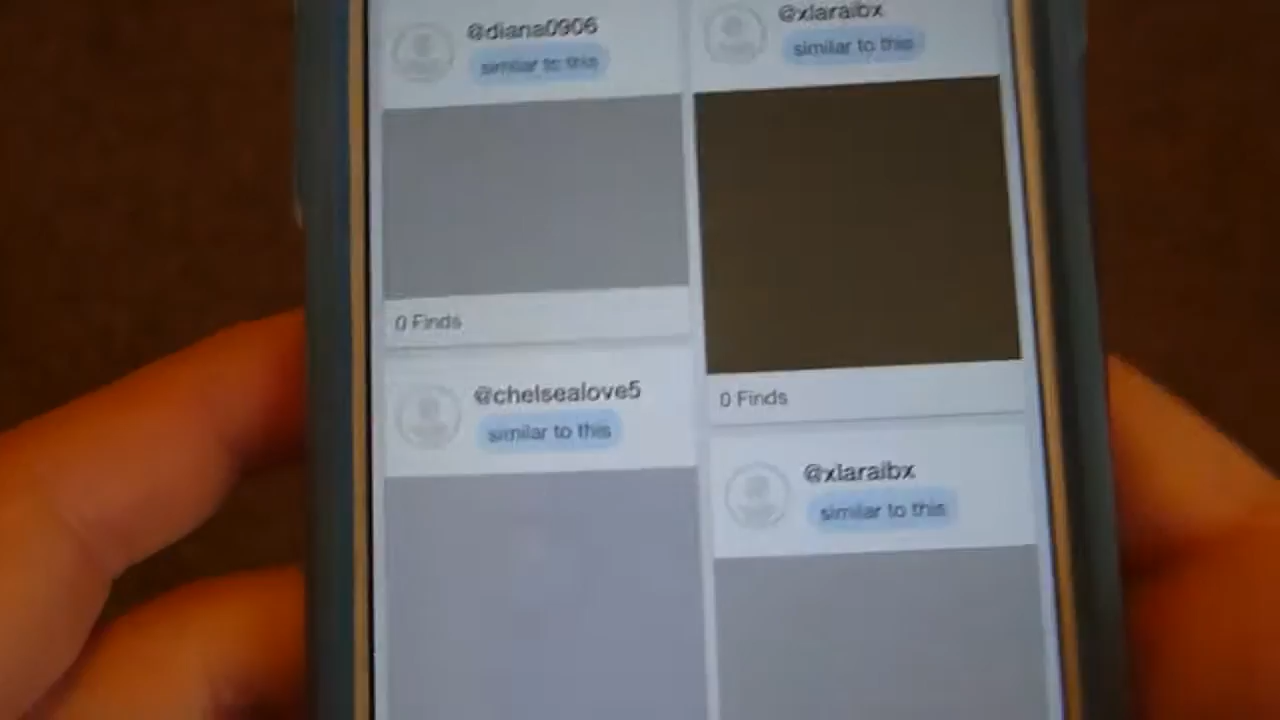 @diana0906
similar to this
0 Finds
@chelsealove5
similar to this
@xlaraibx
similar to this
0 Finds
@xlaraibx
similar to this